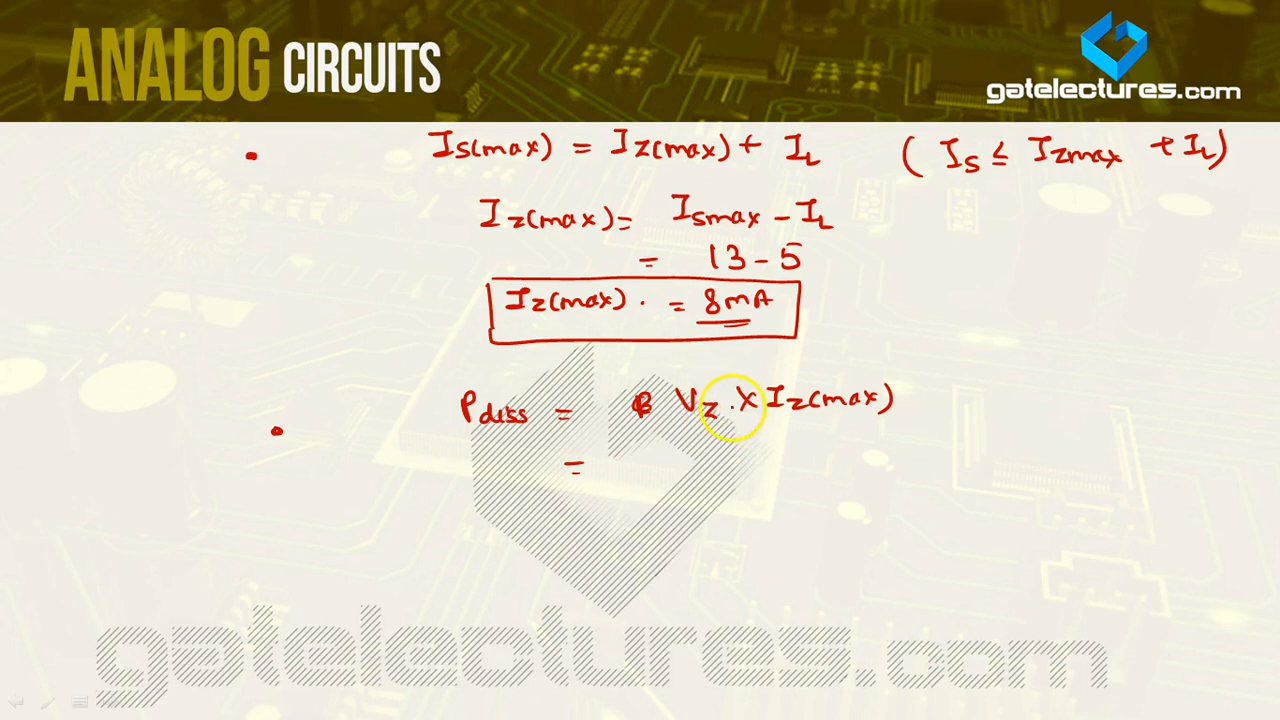 ANALOG CIRCUITS
gatelectures.com
• IS(max) = IZ(max) + IL ( IS ≤ IZmax + IL)
IZ(max) = ISmax - IL
= 13 - 5
IZ(max) . = 8mA
• Pdiss = VZ . X IZ(max)
=
gatelectures.com